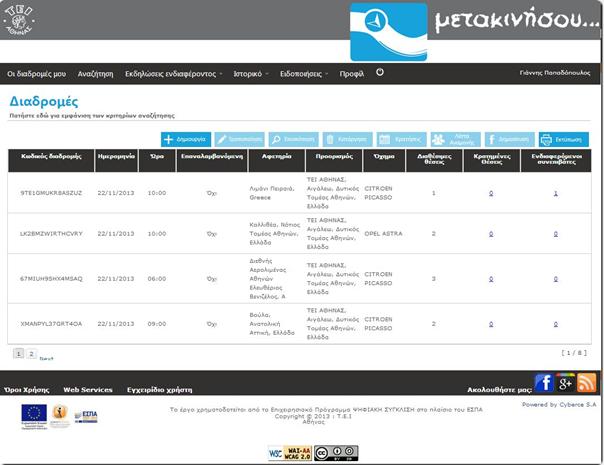 ΤΕΙ
ΑΘΗΝΑΣ
μετακινήσου...
Οι διαδρομές μου Αναζήτηση Εκδηλώσεις ενδιαφέροντος Ιστορικό Ειδοποιήσεις Προφίλ Γιάννης Παπαδόπουλος
Διαδρομές
Πατήστε εδώ για εμφάνιση των κριτηρίων αναζήτησης
Δημιουργία Τροποποίηση Επισκόπηση Κατάργηση Κρατήσεις Λίστα Αναμονής Δημοσίευση Εκτύπωση
Κωδικός διαδρομής Ημερομηνία Ώρα Επαναλαμβανόμενη Αφετηρία Προορισμός Όχημα Διαθέσιμες θέσεις Κρατημένες Θέσεις Ενδιαφερόμενοι συνεπιβάτες
9TE1GMUKR8ASZUZ 22/11/2013 10:00 Όχι Λιμάνι Πειραιά, Greece ΤΕΙ ΑΘΗΝΑΣ, Αιγάλεω, Δυτικός Τομέας Αθηνών, Ελλάδα CITROEN PICASSO 1 0 1
LK2BMZWIRTHCVRY 22/11/2013 10:00 Όχι Καλλιθέα, Νότιος Τομέας Αθηνών, Ελλάδα ΤΕΙ ΑΘΗΝΑΣ, Αιγάλεω, Δυτικός Τομέας Αθηνών, Ελλάδα OPEL ASTRA 2 0 0
67MIUH9SHX4MSAQ 22/11/2013 06:00 Όχι Διεθνής Αερολιμένας Αθηνών Ελευθέριος Βενιζέλος, Α ΤΕΙ ΑΘΗΝΑΣ, Αιγάλεω, Δυτικός Τομέας Αθηνών, Ελλάδα CITROEN PICASSO 3 0 0
XMANPYL37GRT4OA 22/11/2013 09:00 Όχι Βούλα, Ανατολική Αττική, Ελλάδα ΤΕΙ ΑΘΗΝΑΣ, Αιγάλεω, Δυτικός Τομέας Αθηνών, Ελλάδα CITROEN PICASSO 2 0 0
1 2 Next [ 1 / 8 ]
Όροι Χρήσης Web Services Εγχειρίδιο χρήστη Ακολουθήστε μας:
Powered by Cyberce S.A
ΕΣΠΑ
Το έργο χρηματοδοτείται από το Επιχειρησιακό Πρόγραμμα ΨΗΦΙΑΚΗ ΣΥΓΚΛΙΣΗ στο πλαίσιο του ΕΣΠΑ
Copyright © 2013 : Τ.Ε.Ι
Αθήνας
W3C WAI-AA WCAG 2.0 BY NC